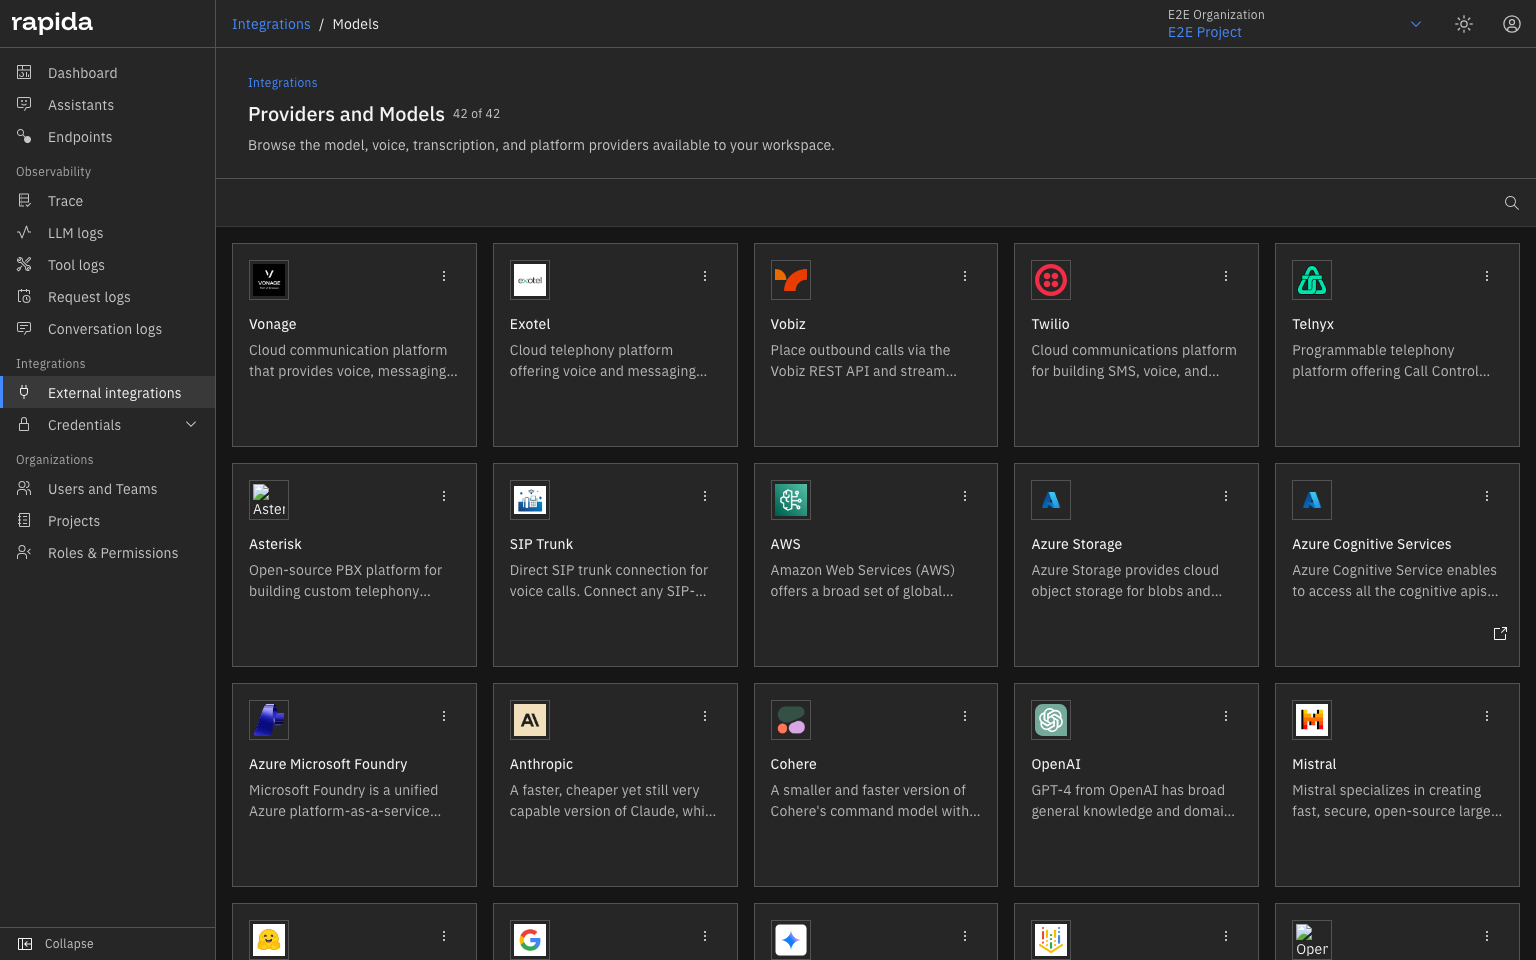 rapida
Integrations / Models
E2E Organization
E2E Project
Dashboard
Assistants
Endpoints
Observability
Trace
LLM logs
Tool logs
Request logs
Conversation logs
Integrations
External integrations
Credentials
Organizations
Users and Teams
Projects
Roles & Permissions
Collapse
Integrations
Providers and Models 42 of 42
Browse the model, voice, transcription, and platform providers available to your workspace.
VONAGE
Vonage
Cloud communication platform
that provides voice, messaging...
exotel
Exotel
Cloud telephony platform
offering voice and messaging...
Vobiz
Place outbound calls via the
Vobiz REST API and stream...
Twilio
Cloud communications platform
for building SMS, voice, and...
Telnyx
Programmable telephony
platform offering Call Control...
Aster
Asterisk
Open-source PBX platform for
building custom telephony...
SIP Trunk
Direct SIP trunk connection for
voice calls. Connect any SIP-...
AWS
Amazon Web Services (AWS)
offers a broad set of global...
Azure Storage
Azure Storage provides cloud
object storage for blobs and...
Azure Cognitive Services
Azure Cognitive Service enables
to access all the cognitive apis...
Azure Microsoft Foundry
Microsoft Foundry is a unified
Azure platform-as-a-service...
Anthropic
A faster, cheaper yet still very
capable version of Claude, whi...
Cohere
A smaller and faster version of
Cohere's command model with...
OpenAI
GPT-4 from OpenAI has broad
general knowledge and domai...
Mistral
Mistral specializes in creating
fast, secure, open-source large...
Oper